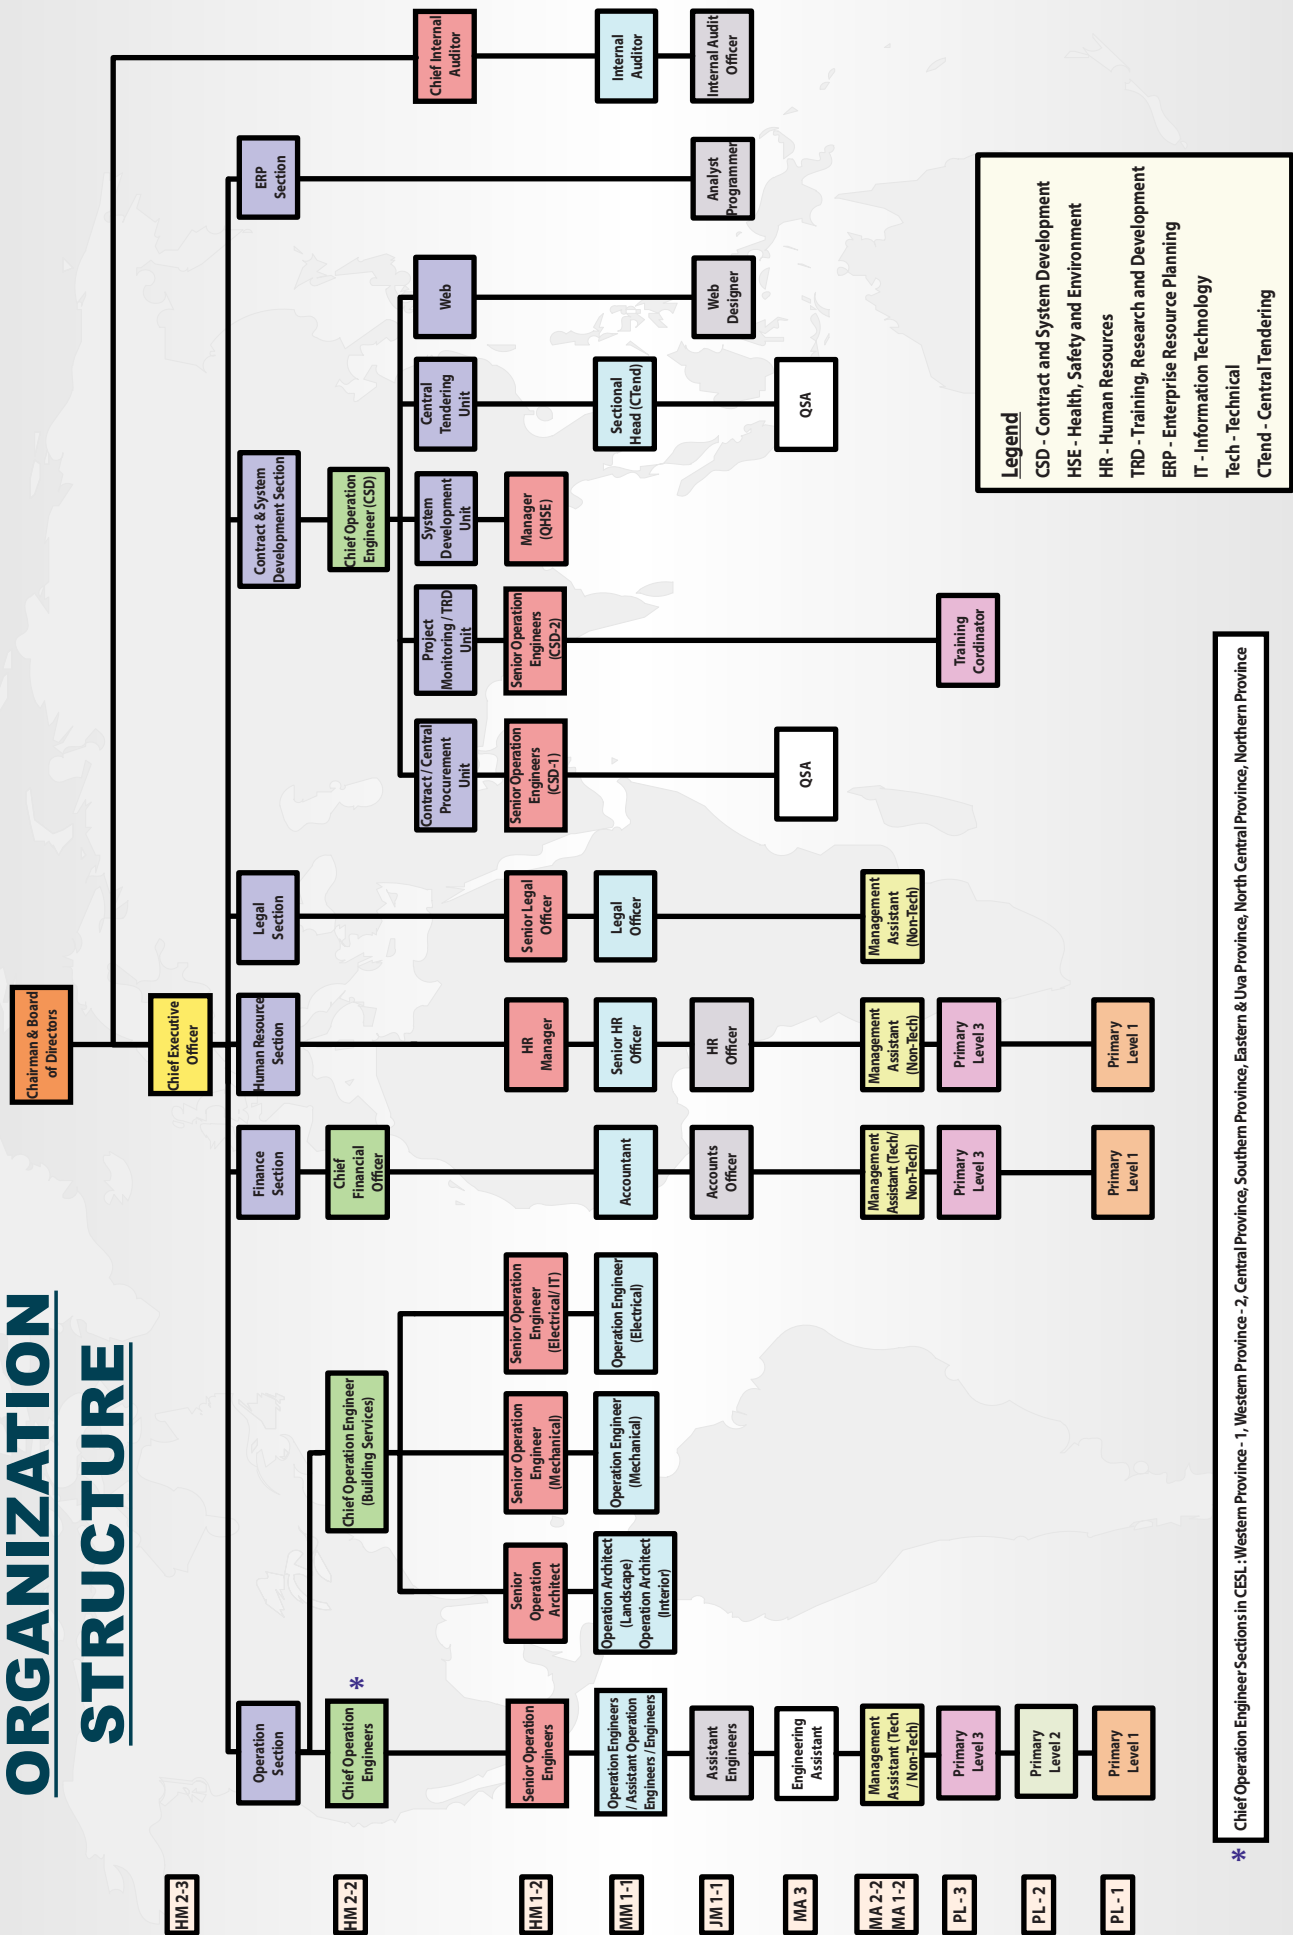 ORGANIZATION
STRUCTURE
Chairman & Board
of Directors
HM 2-3
Chief Executive
Officer
Operation
Section
Finance
Section
Human Resource
Section
Legal
Section
Contract & System
Development Section
ERP
Section
HM 2-2
Chief Operation
Engineers
*
Chief Operation Engineer
(Building Services)
Chief
Financial
Officer
Chief Operation
Engineer (CSD)
Contract / Central
Procurement
Unit
Project
Monitoring / TRD
Unit
System
Development
Unit
Central
Tendering
Unit
Web
Chief Internal
Auditor
HM 1-2
Senior Operation
Engineers
Senior
Operation
Architect
Senior Operation
Engineer
(Mechanical)
Senior Operation
Engineer
(Electrical/ IT)
HR
Manager
Senior Legal
Officer
Senior Operation
Engineers
(CSD-1)
Senior Operation
Engineers
(CSD-2)
Manager
(QHSE)
MM 1-1
Operation Engineers
/ Assistant Operation
Engineers / Engineers
Operation Architect
(Landscape)
Operation Architect
(Interior)
Operation Engineer
(Mechanical)
Operation Engineer
(Electrical)
Accountant
Senior HR
Officer
Legal
Officer
Sectional
Head (CTend)
Internal
Auditor
JM 1-1
Assistant
Engineers
Accounts
Officer
HR
Officer
Web
Designer
Analyst
Programmer
Internal Audit
Officer
MA 3
Engineering
Assistant
QSA
QSA
MA 2-2
MA 1-2
Management
Assistant (Tech
/ Non-Tech)
Management
Assistant (Tech/
Non-Tech)
Management
Assistant
(Non-Tech)
Management
Assistant
(Non-Tech)
PL - 3
Primary
Level 3
Primary
Level 3
Primary
Level 3
Training
Cordinator
PL - 2
Primary
Level 2
PL - 1
Primary
Level 1
Primary
Level 1
Primary
Level 1
Legend
CSD - Contract and System Development
HSE - Health, Safety and Environment
HR - Human Resources
TRD - Training, Research and Development
ERP - Enterprise Resource Planning
IT - Information Technology
Tech - Technical
CTend - Central Tendering
* Chief Operation Engineer Sections in CESL : Western Province - 1, Western Province - 2, Central Province, Southern Province, Eastern & Uva Province, North Central Province, Northern Province